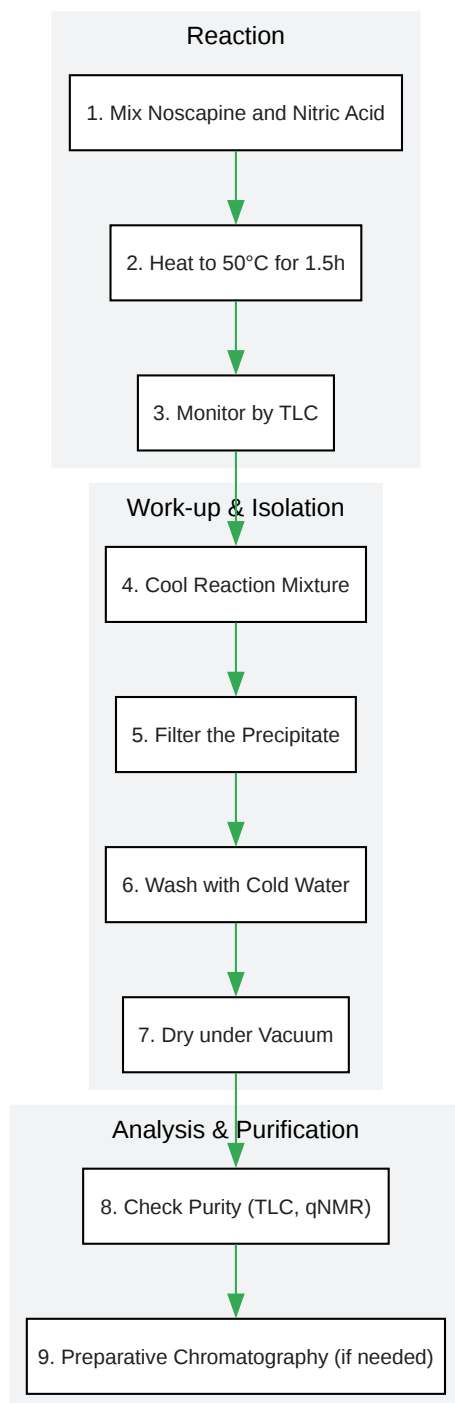 Reaction
1. Mix Noscapine and Nitric Acid
2. Heat to 50°C for 1.5h
3. Monitor by TLC
Work-up & Isolation
4. Cool Reaction Mixture
5. Filter the Precipitate
6. Wash with Cold Water
7. Dry under Vacuum
Analysis & Purification
8. Check Purity (TLC, qNMR)
9. Preparative Chromatography (if needed)